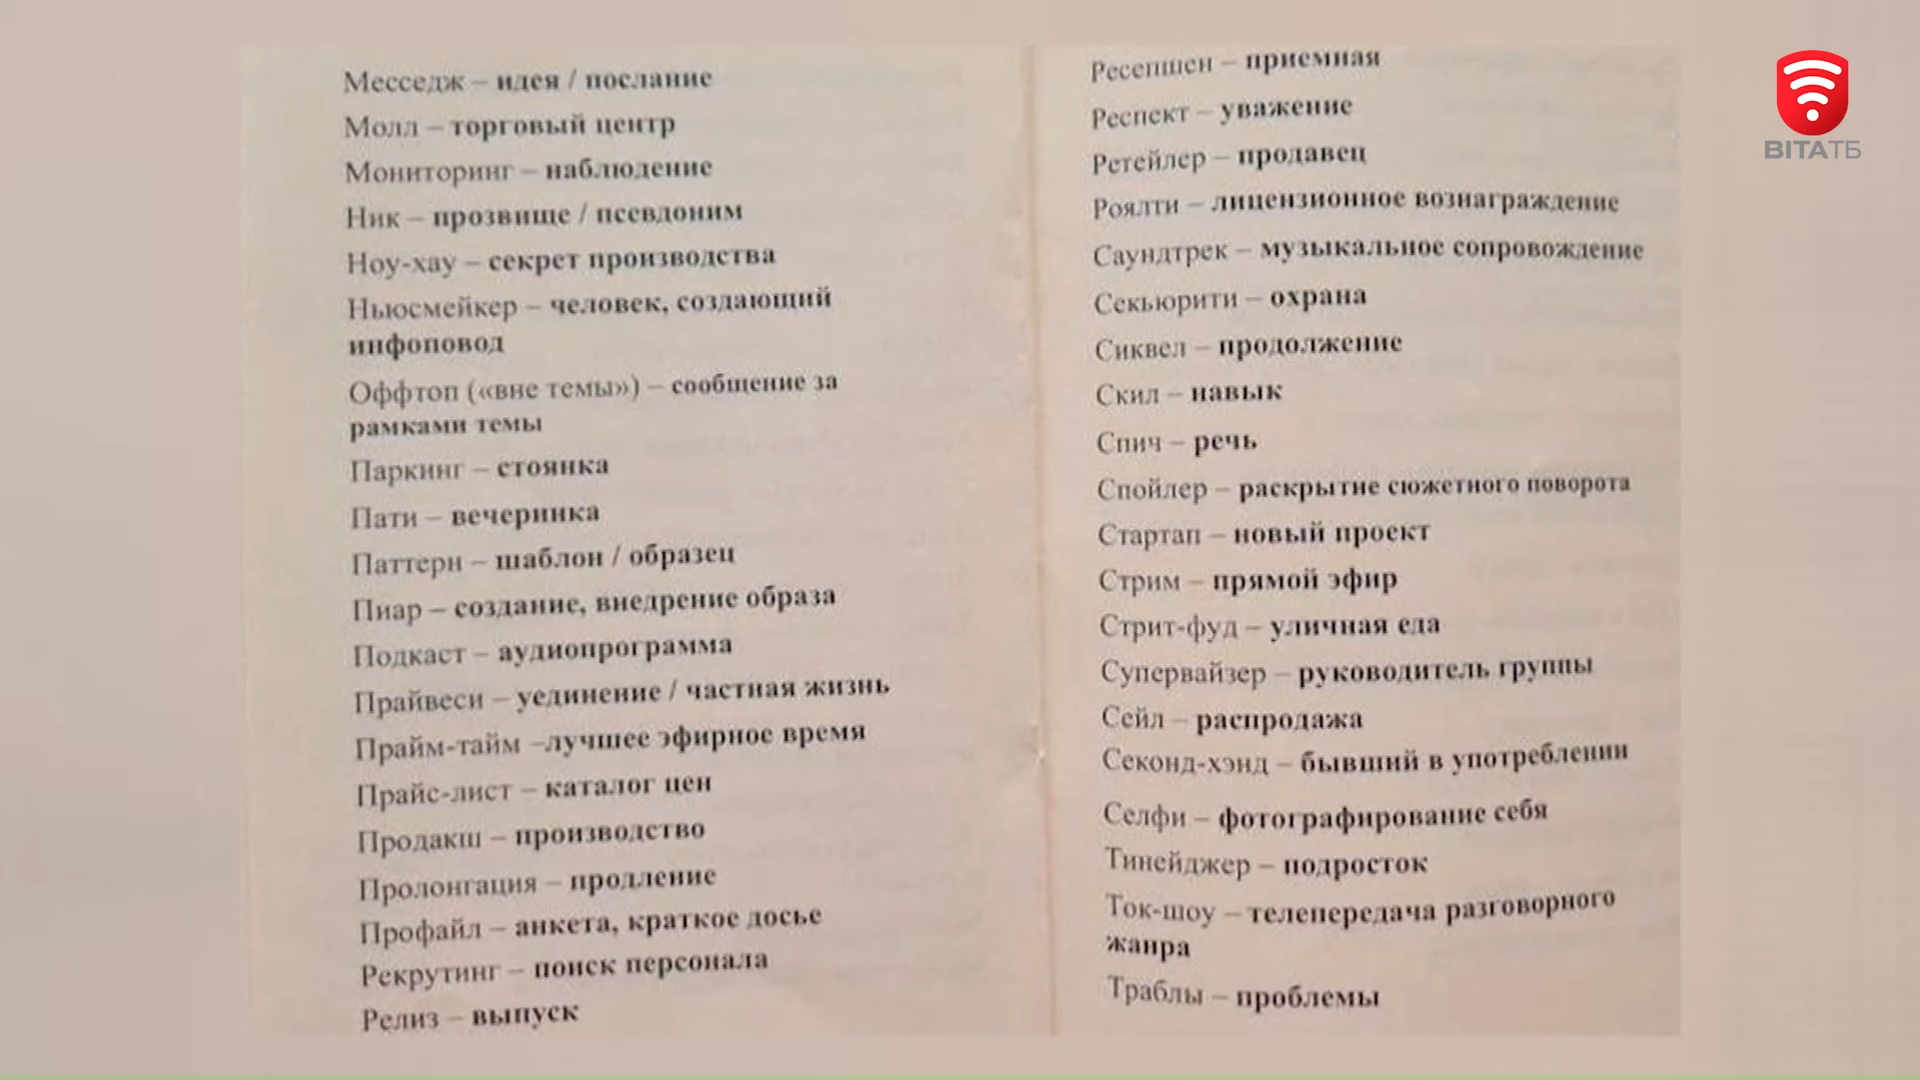 Месседж – идея / послание
Молл – торговый центр
Мониторинг – наблюдение
Ник – прозвище / псевдоним
Ноу-хау – секрет производства
Ньюсмейкер – человек, создающий
инфоповод
Оффтоп («вне темы») – сообщение за
рамками темы
Паркинг – стоянка
Пати – вечеринка
Паттерн – шаблон / образец
Пиар – создание, внедрение образа
Подкаст – аудиопрограмма
Прайвеси – уединение / частная жизнь
Прайм-тайм –лучшее эфирное время
Прайс-лист – каталог цен
Продакш – производство
Пролонгация – продление
Профайл – анкета, краткое досье
Рекрутинг – поиск персонала
Релиз – выпуск
Ресепшен – приемная
Респект – уважение
Ретейлер – продавец
Роялти – лицензионное вознаграждение
Саундтрек – музыкальное сопровождение
Секьюрити – охрана
Сиквел – продолжение
Скил – навык
Спич – речь
Спойлер – раскрытие сюжетного поворота
Стартап – новый проект
Стрим – прямой эфир
Стрит-фуд – уличная еда
Супервайзер – руководитель группы
Сейл – распродажа
Секонд-хэнд – бывший в употреблении
Селфи – фотографирование себя
Тинейджер – подросток
Ток-шоу – телепередача разговорного
жанра
Траблы – проблемы
ВІТАТБ